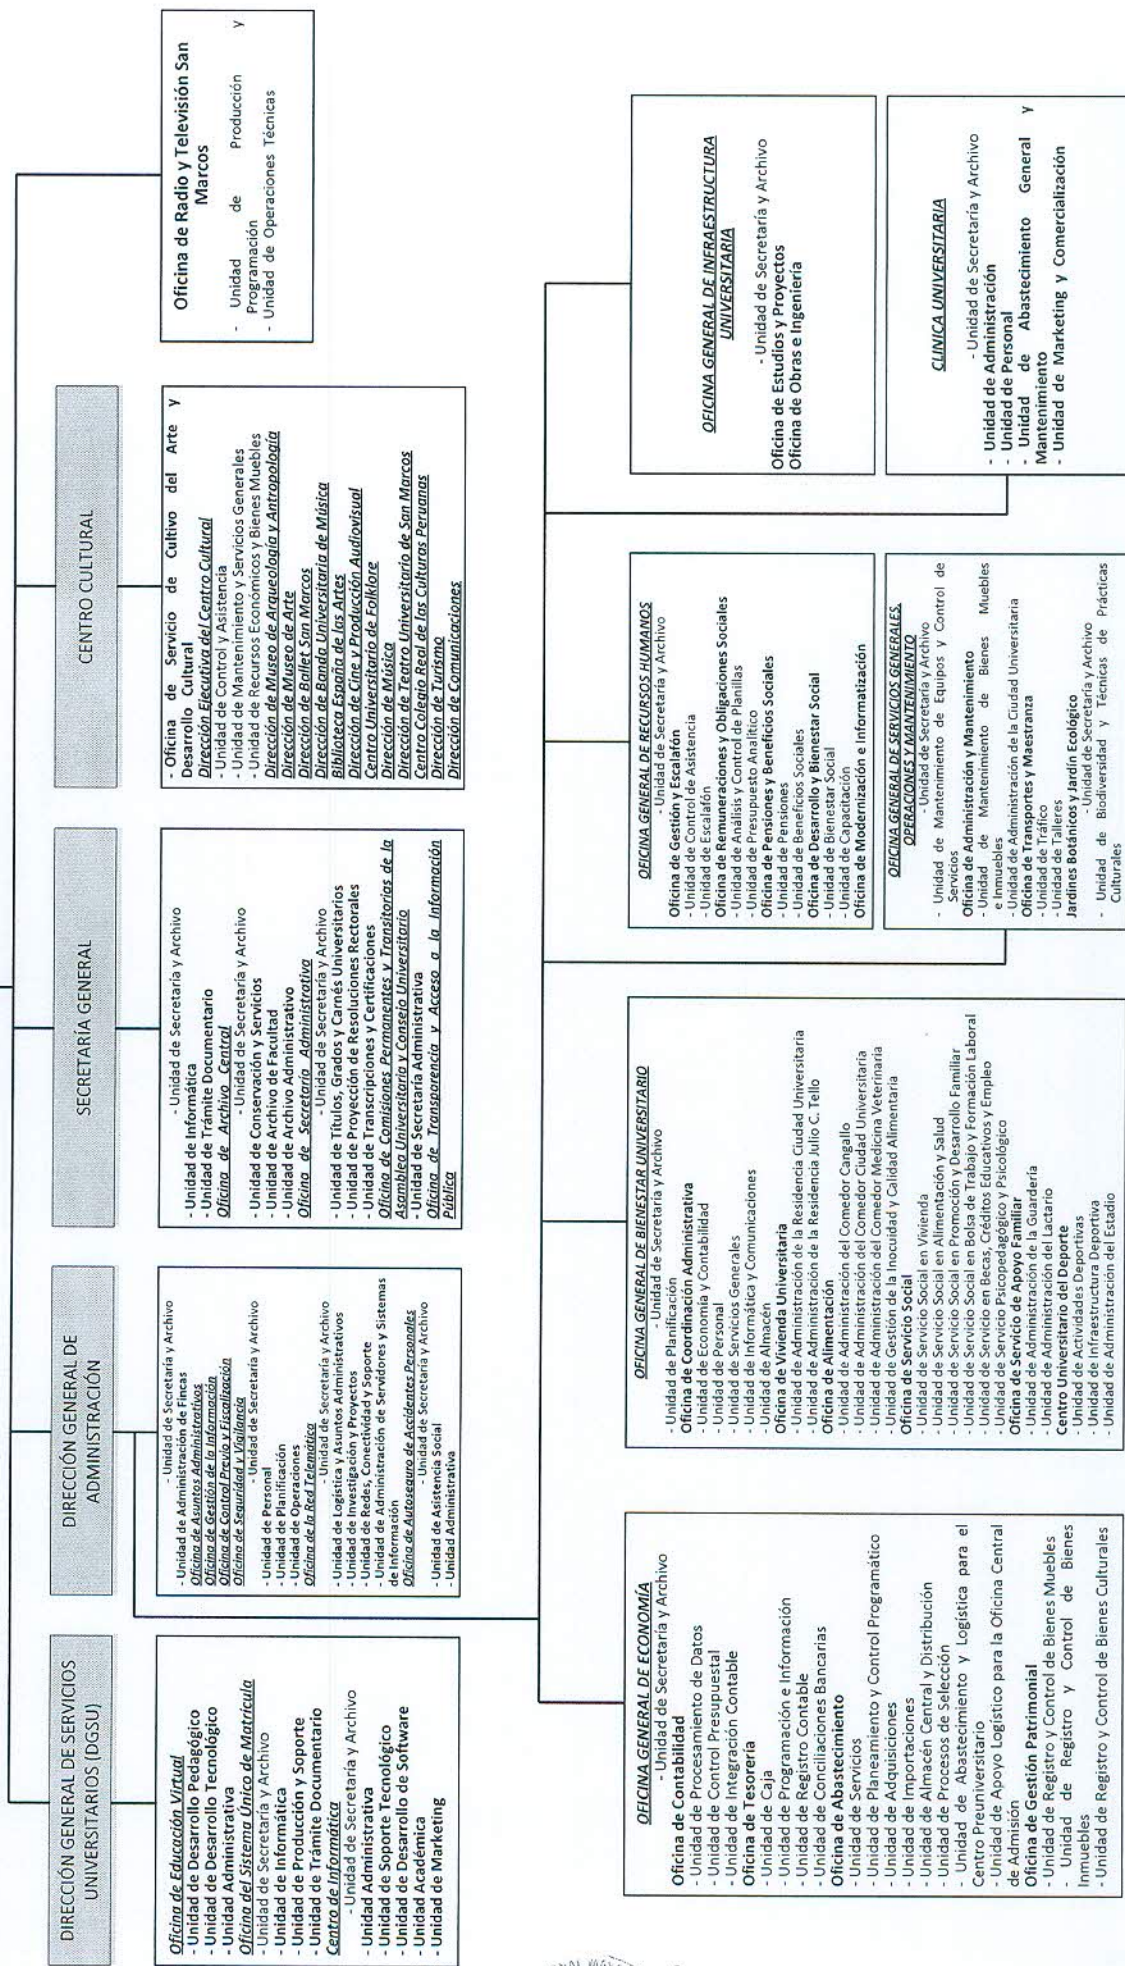 DIRECCIÓN GENERAL DE SERVICIOS
UNIVERSITARIOS (DGSU)
Oficina de Educación Virtual
- Unidad de Desarrollo Pedagógico
- Unidad de Desarrollo Tecnológico
- Unidad Administrativa
Oficina del Sistema Único de Matrícula
- Unidad de Secretaría y Archivo
- Unidad de Informática
- Unidad de Producción y Soporte
- Unidad de Trámite Documentario
Centro de Informática
- Unidad de Secretaría y Archivo
- Unidad Administrativa
- Unidad de Soporte Tecnológico
- Unidad de Desarrollo de Software
- Unidad Académica
- Unidad de Marketing
DIRECCIÓN GENERAL DE
ADMINISTRACIÓN
- Unidad de Secretaría y Archivo
- Unidad de Administración de Fincas
Oficina de Asuntos Administrativos
Oficina de Gestión de la Información
Oficina de Control Previo y Fiscalización
Oficina de Seguridad y Vigilancia
- Unidad de Secretaría y Archivo
- Unidad de Personal
- Unidad de Planificación
- Unidad de Operaciones
Oficina de la Red Telemática
- Unidad de Secretaría y Archivo
- Unidad de Logística y Asuntos Administrativos
- Unidad de Investigación y Proyectos
- Unidad de Redes, Conectividad y Soporte
- Unidad de Administración de Servidores y Sistemas
de Información
Oficina de Autoseguro de Accidentes Personales
- Unidad de Secretaría y Archivo
- Unidad de Asistencia Social
- Unidad Administrativa
SECRETARÍA GENERAL
- Unidad de Secretaría y Archivo
- Unidad de Informática
- Unidad de Trámite Documentario
Oficina de Archivo Central
- Unidad de Secretaría y Archivo
- Unidad de Conservación y Servicios
- Unidad de Archivo de Facultad
- Unidad de Archivo Administrativo
Oficina de Secretaría Administrativa
- Unidad de Secretaría y Archivo
- Unidad de Títulos, Grados y Carnés Universitarios
- Unidad de Proyección de Resoluciones Rectorales
- Unidad de Transcripciones y Certificaciones
Oficina de Comisiones Permanentes y Transitorias de la
Asamblea Universitaria y Consejo Universitario
- Unidad de Secretaría Administrativa
Oficina de Transparencia y Acceso a la Información
Pública
CENTRO CULTURAL
- Oficina de Servicio de Cultivo del Arte y
Desarrollo Cultural
Dirección Ejecutiva del Centro Cultural
- Unidad de Control y Asistencia
- Unidad de Mantenimiento y Servicios Generales
- Unidad de Recursos Económicos y Bienes Muebles
Dirección de Museo de Arqueología y Antropología
Dirección de Museo de Arte
Dirección de Ballet San Marcos
Dirección de Banda Universitaria de Música
Biblioteca España de las Artes
Dirección de Cine y Producción Audiovisual
Centro Universitario de Folklore
Dirección de Música
Dirección de Teatro Universitario de San Marcos
Centro Colegio Real de las Culturas Peruanas
Dirección de Turismo
Dirección de Comunicaciones
Oficina de Radio y Televisión San
Marcos
- Unidad de Producción y
Programación
- Unidad de Operaciones Técnicas
OFICINA GENERAL DE ECONOMÍA
- Unidad de Secretaría y Archivo
Oficina de Contabilidad
- Unidad de Procesamiento de Datos
- Unidad de Control Presupuestal
- Unidad de Integración Contable
Oficina de Tesorería
- Unidad de Caja
- Unidad de Programación e Información
- Unidad de Registro Contable
- Unidad de Conciliaciones Bancarias
Oficina de Abastecimiento
- Unidad de Servicios
- Unidad de Planeamiento y Control Programático
- Unidad de Adquisiciones
- Unidad de Importaciones
- Unidad de Almacén Central y Distribución
- Unidad de Procesos de Selección
- Unidad de Abastecimiento y Logística para el
Centro Preuniversitario
- Unidad de Apoyo Logístico para la Oficina Central
de Admisión
Oficina de Gestión Patrimonial
- Unidad de Registro y Control de Bienes Muebles
- Unidad de Registro y Control de Bienes
Inmuebles
- Unidad de Registro y Control de Bienes Culturales
OFICINA GENERAL DE BIENESTAR UNIVERSITARIO
- Unidad de Secretaría y Archivo
- Unidad de Planificación
Oficina de Coordinación Administrativa
- Unidad de Economía y Contabilidad
- Unidad de Personal
- Unidad de Servicios Generales
- Unidad de Informática y Comunicaciones
- Unidad de Almacén
Oficina de Vivienda Universitaria
- Unidad de Administración de la Residencia Ciudad Universitaria
- Unidad de Administración de la Residencia Julio C. Tello
Oficina de Alimentación
- Unidad de Administración del Comedor Cangallo
- Unidad de Administración del Comedor Ciudad Universitaria
- Unidad de Administración del Comedor Medicina Veterinaria
- Unidad de Gestión de la Inocuidad y Calidad Alimentaria
Oficina de Servicio Social
- Unidad de Servicio Social en Vivienda
- Unidad de Servicio Social en Alimentación y Salud
- Unidad de Servicio Social en Promoción y Desarrollo Familiar
- Unidad de Servicio Social en Bolsa de Trabajo y Formación Laboral
- Unidad de Servicio en Becas, Créditos Educativos y Empleo
- Unidad de Servicio Psicopedagógico y Psicológico
Oficina de Servicio de Apoyo Familiar
- Unidad de Administración de la Guardería
- Unidad de Administración del Lactario
Centro Universitario del Deporte
- Unidad de Actividades Deportivas
- Unidad de Infraestructura Deportiva
- Unidad de Administración del Estadio
OFICINA GENERAL DE RECURSOS HUMANOS
- Unidad de Secretaría y Archivo
Oficina de Gestión y Escalafón
- Unidad de Control de Asistencia
- Unidad de Escalafón
Oficina de Remuneraciones y Obligaciones Sociales
- Unidad de Análisis y Control de Planillas
- Unidad de Presupuesto Analítico
Oficina de Pensiones y Beneficios Sociales
- Unidad de Pensiones
- Unidad de Beneficios Sociales
Oficina de Desarrollo y Bienestar Social
- Unidad de Bienestar Social
- Unidad de Capacitación
Oficina de Modernización e Informatización
OFICINA GENERAL DE SERVICIOS GENERALES,
OPERACIONES Y MANTENIMIENTO
- Unidad de Secretaría y Archivo
- Unidad de Mantenimiento de Equipos y Control de
Servicios
Oficina de Administración y Mantenimiento
- Unidad de Mantenimiento de Bienes Muebles
e Inmuebles
- Unidad de Administración de la Ciudad Universitaria
Oficina de Transportes y Maestranza
- Unidad de Tráfico
- Unidad de Talleres
Jardines Botánicos y Jardín Ecológico
- Unidad de Secretaría y Archivo
- Unidad de Biodiversidad y Técnicas de Prácticas
Culturales
OFICINA GENERAL DE INFRAESTRUCTURA
UNIVERSITARIA
- Unidad de Secretaría y Archivo
Oficina de Estudios y Proyectos
Oficina de Obras e Ingeniería
CLINICA UNIVERSITARIA
- Unidad de Secretaría y Archivo
- Unidad de Administración
- Unidad de Personal
- Unidad de Abastecimiento General y
Mantenimiento
- Unidad de Marketing y Comercialización